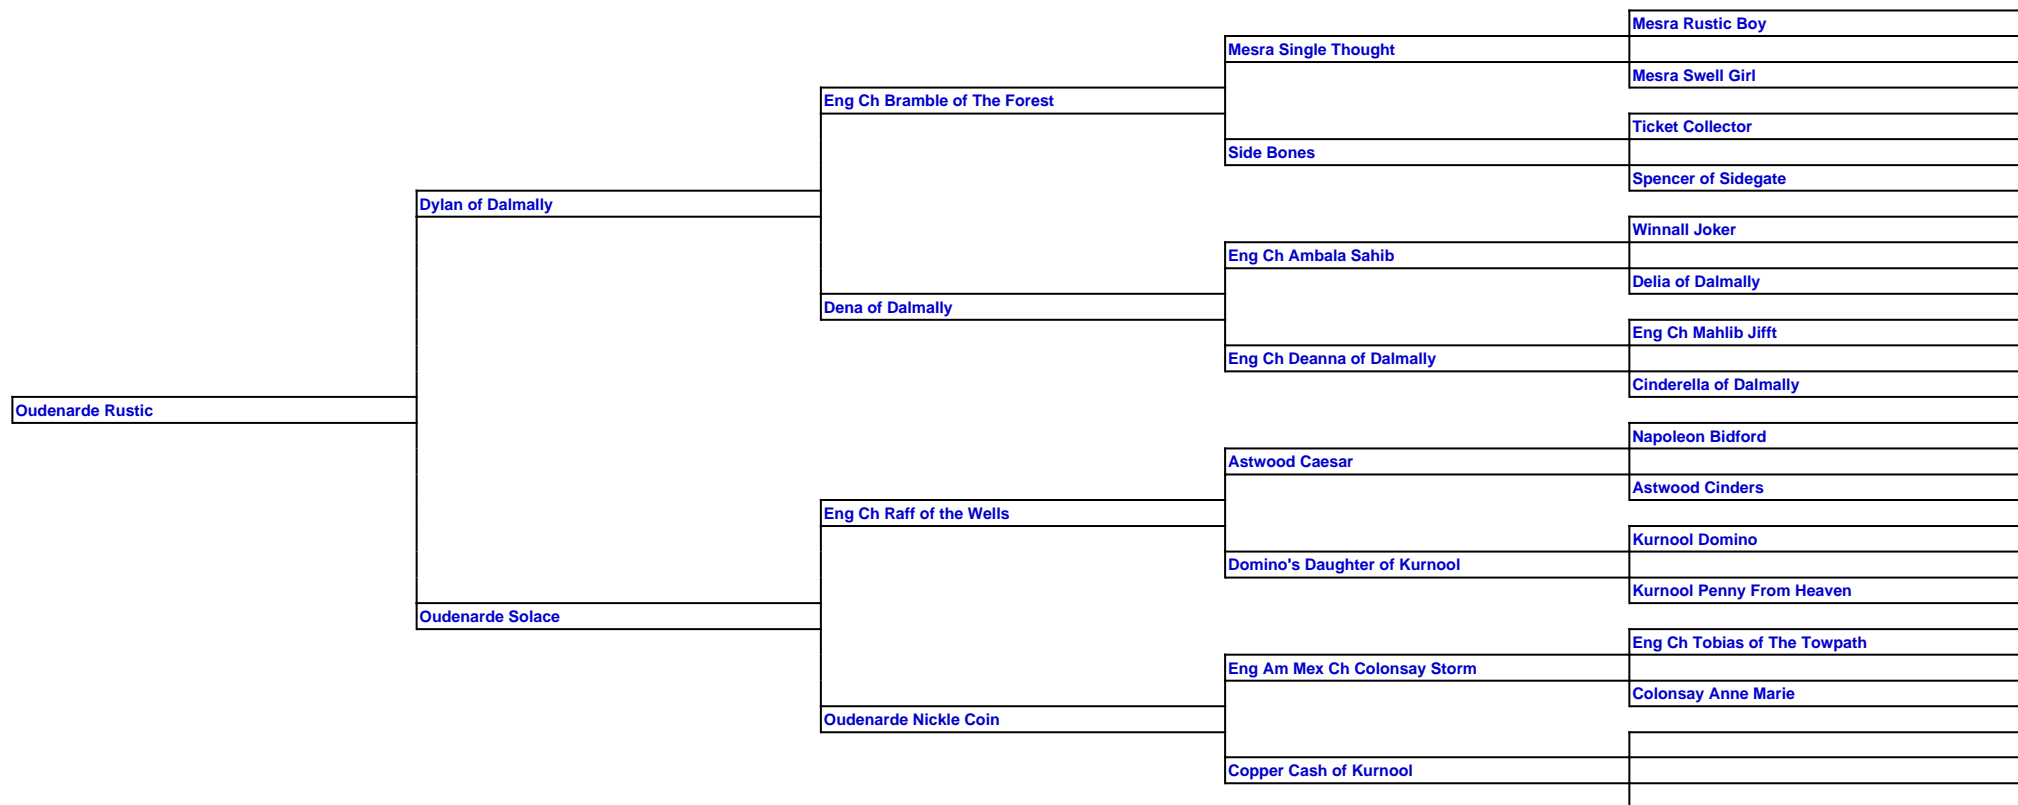 Mesra Rustic Boy
Mesra Single Thought
Mesra Swell Girl
Eng Ch Bramble of The Forest
Ticket Collector
Side Bones
Spencer of Sidegate
Dylan of Dalmally
Winnall Joker
Eng Ch Ambala Sahib
Delia of Dalmally
Dena of Dalmally
Eng Ch Mahlib Jifft
Eng Ch Deanna of Dalmally
Cinderella of Dalmally
Oudenarde Rustic
Napoleon Bidford
Astwood Caesar
Astwood Cinders
Eng Ch Raff of the Wells
Kurnool Domino
Domino's Daughter of Kurnool
Kurnool Penny From Heaven
Oudenarde Solace
Eng Ch Tobias of The Towpath
Eng Am Mex Ch Colonsay Storm
Colonsay Anne Marie
Oudenarde Nickle Coin
Copper Cash of Kurnool